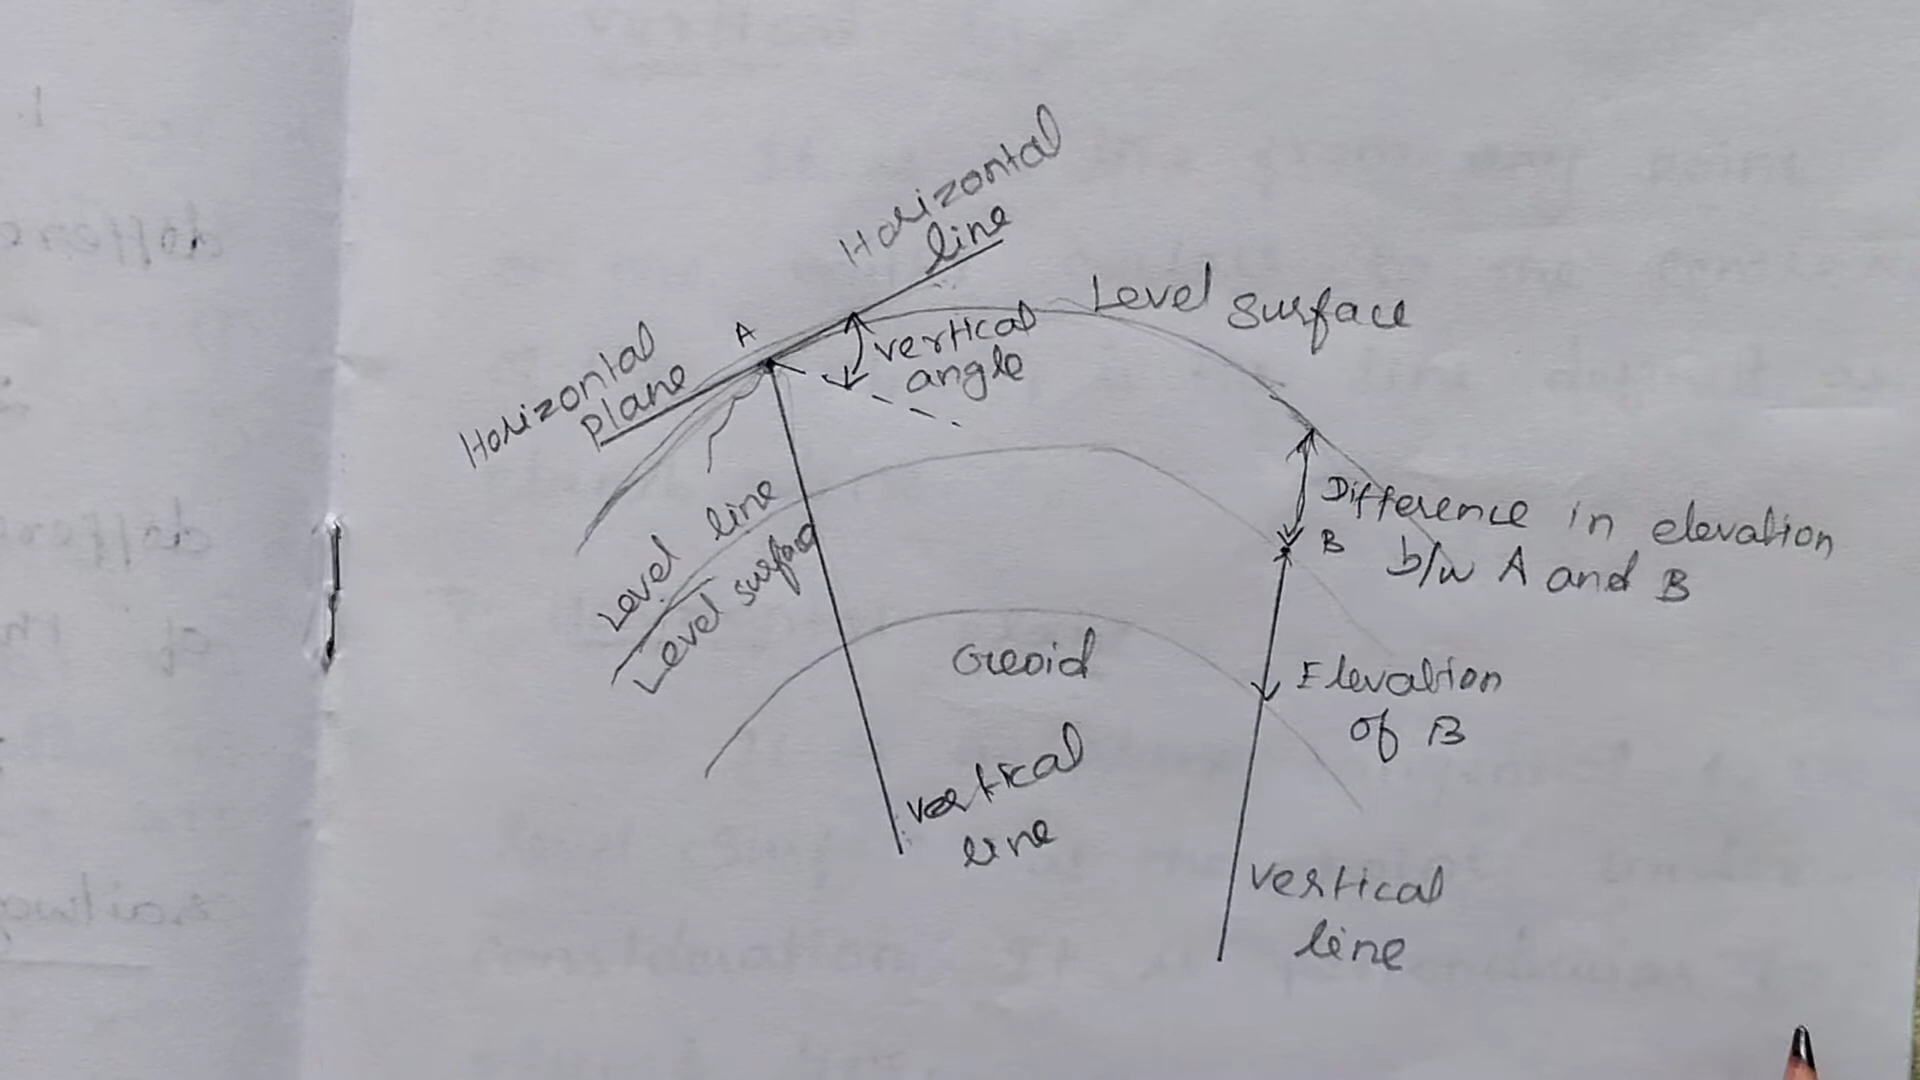 Horizontal
line
Level surface
A
vertical
angle
Horizontal
plane
Level line
Level surface
Difference in elevation
b/w A and B
B
Geoid
Elevation
of B
vertical
line
vertical
line